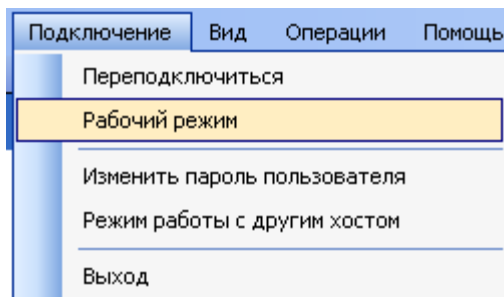 Подключение Вид Операции Помощь
Переподключиться
Рабочий режим
Изменить пароль пользователя
Режим работы с другим хостом
Выход